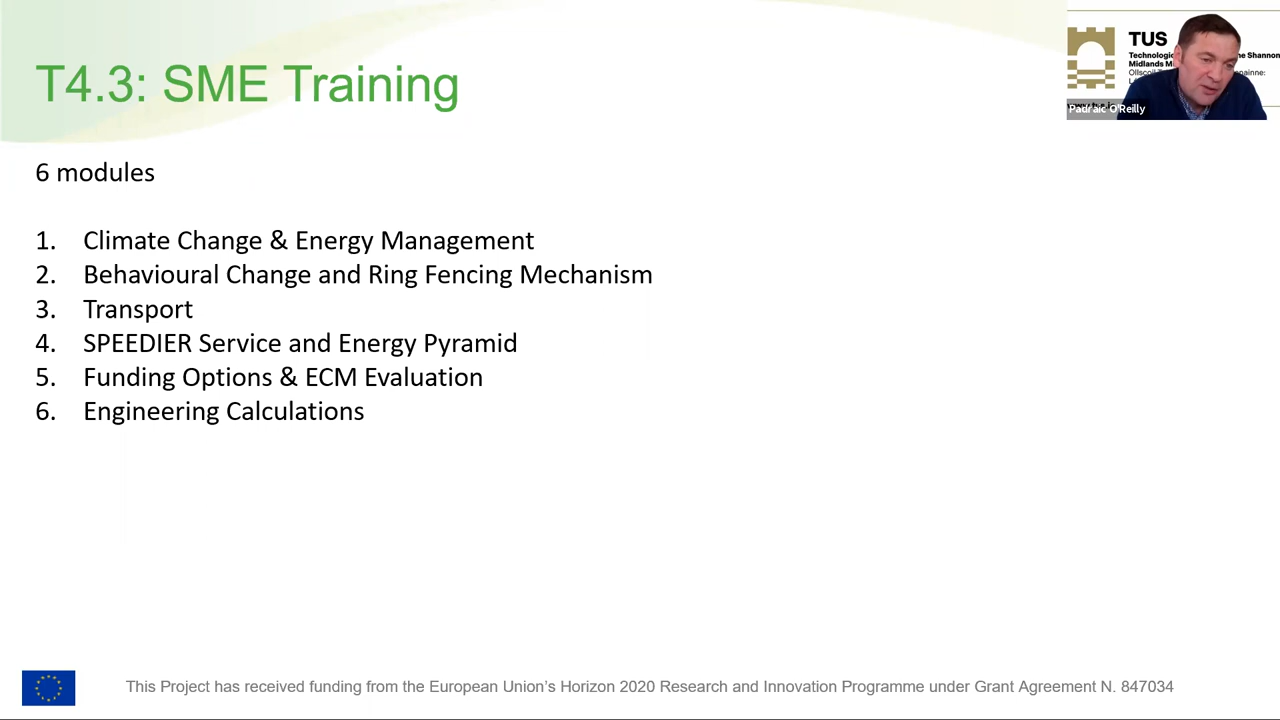 T4.3: SME Training
TUS
Technologic
ne Shannon
Midlands M
Padraic O'Reilly
6 modules
1. Climate Change & Energy Management
2. Behavioural Change and Ring Fencing Mechanism
3. Transport
4. SPEEDIER Service and Energy Pyramid
5. Funding Options & ECM Evaluation
6. Engineering Calculations
This Project has received funding from the European Union's Horizon 2020 Research and Innovation Programme under Grant Agreement N. 847034